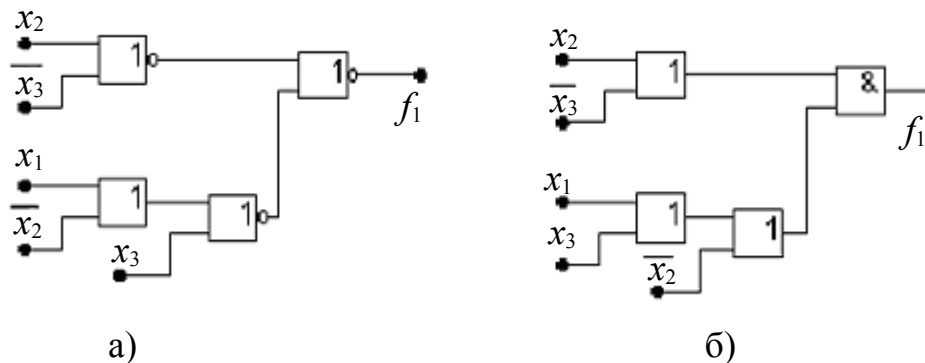 x₂
1
x̅₃
1
f₁
x₁
1
x̅₂
1
x₃
а)
x₂
1
x̅₃
&
f₁
x₁
1
x₃
1
x̅₂
б)